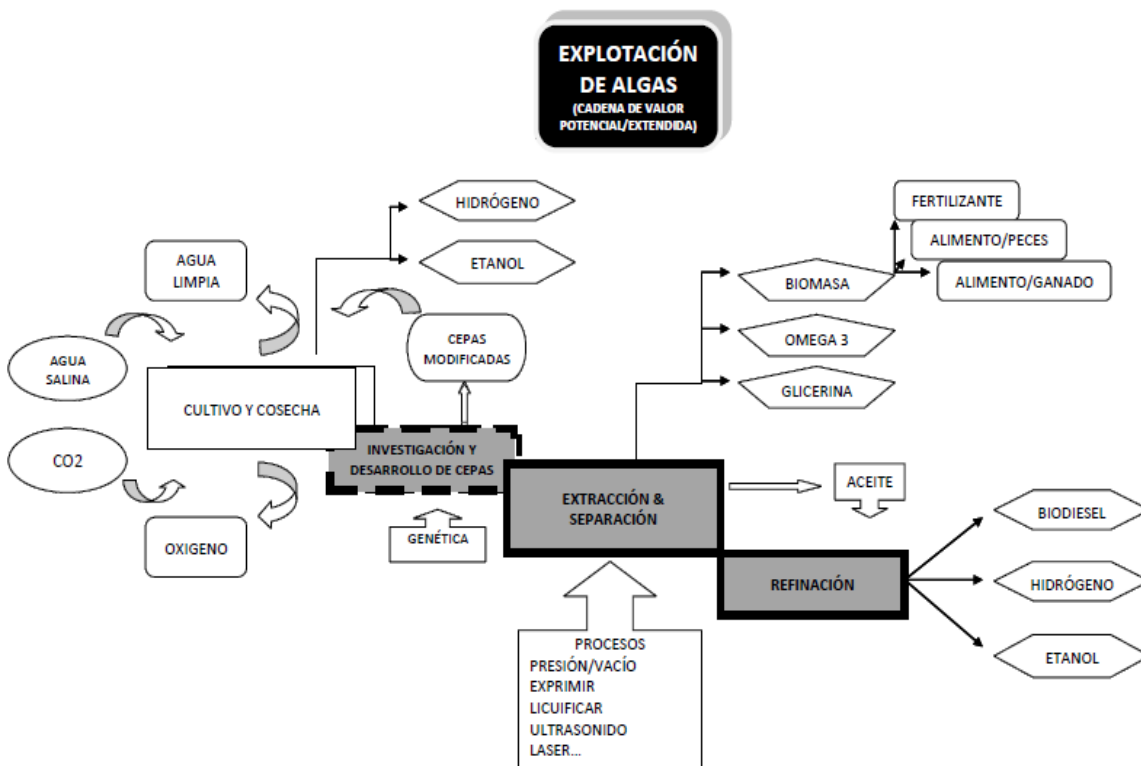 EXPLOTACIÓN
DE ALGAS
(CADENA DE VALOR
POTENCIAL/EXTENDIDA)
HIDRÓGENO
ETANOL
AGUA
LIMPIA
AGUA
SALINA
CO2
OXIGENO
CULTIVO Y COSECHA
CEPAS
MODIFICADAS
INVESTIGACIÓN Y
DESARROLLO DE CEPAS
GENÉTICA
FERTILIZANTE
ALIMENTO/PECES
ALIMENTO/GANADO
BIOMASA
OMEGA 3
GLICERINA
EXTRACCIÓN &
SEPARACIÓN
ACEITE
REFINACIÓN
BIODIESEL
HIDRÓGENO
ETANOL
PROCESOS
PRESIÓN/VACÍO
EXPRIMIR
LICUIFICAR
ULTRASONIDO
LASER...